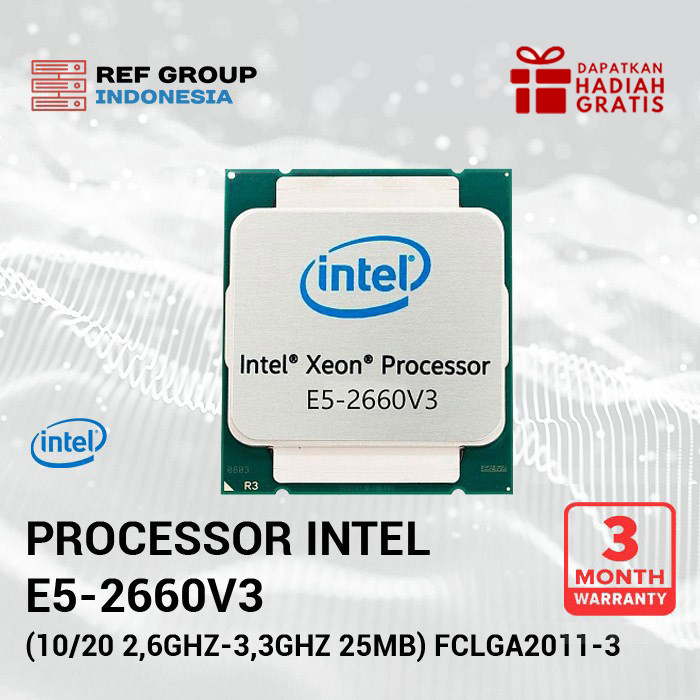 REF GROUP
INDONESIA
DAPATKAN
HADIAH
GRATIS
intel
Intel® Xeon® Processor
E5-2660V3
0803
R3
intel
PROCESSOR INTEL
E5-2660V3
(10/20 2,6GHZ-3,3GHZ 25MB) FCLGA2011-3
3
MONTH
WARRANTY